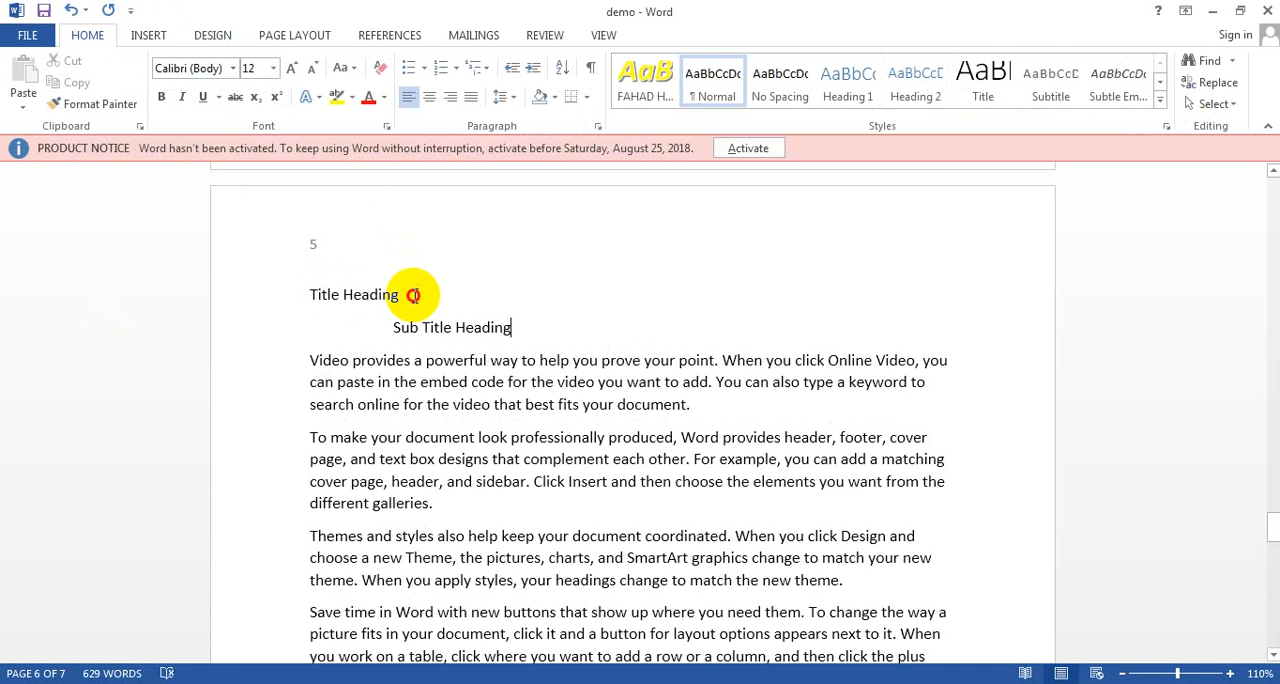 demo - Word
?
FILE
HOME
INSERT
DESIGN
PAGE LAYOUT
REFERENCES
MAILINGS
REVIEW
VIEW
Sign in
Paste
Cut
Copy
Format Painter
Clipboard
Calibri (Body)
12
Font
Paragraph
AaB
FAHAD H...
AaBbCcDc
¶ Normal
AaBbCcDc
No Spacing
AaBbCc
Heading 1
AaBbCcD
Heading 2
AaBl
Title
AaBbCcD
Subtitle
AaBbCcDc
Subtle Em...
Styles
Find
Replace
Select
Editing
PRODUCT NOTICE Word hasn't been activated. To keep using Word without interruption, activate before Saturday, August 25, 2018.
Activate
5
Title Heading
Sub Title Heading
Video provides a powerful way to help you prove your point. When you click Online Video, you
can paste in the embed code for the video you want to add. You can also type a keyword to
search online for the video that best fits your document.
To make your document look professionally produced, Word provides header, footer, cover
page, and text box designs that complement each other. For example, you can add a matching
cover page, header, and sidebar. Click Insert and then choose the elements you want from the
different galleries.
Themes and styles also help keep your document coordinated. When you click Design and
choose a new Theme, the pictures, charts, and SmartArt graphics change to match your new
theme. When you apply styles, your headings change to match the new theme.
Save time in Word with new buttons that show up where you need them. To change the way a
picture fits in your document, click it and a button for layout options appears next to it. When
you work on a table, click where you want to add a row or a column, and then click the plus
PAGE 6 OF 7
629 WORDS
110%